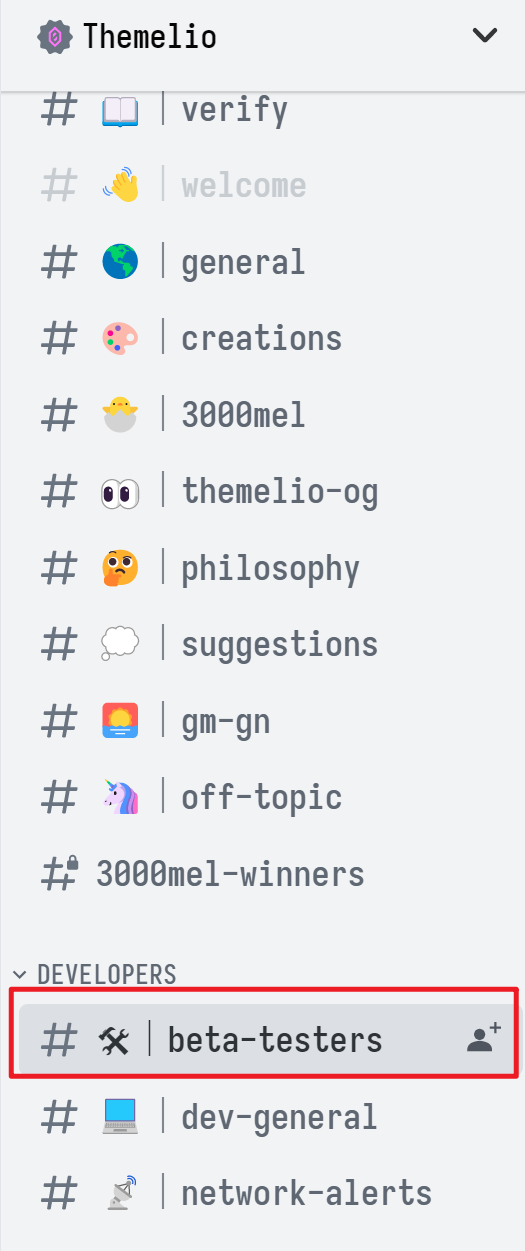 Themelio
# 📖 | verify
# 👋 | welcome
# 🌎 | general
# 🎨 | creations
# 🐣 | 3000mel
# 👀 | themelio-og
# 🤔 | philosophy
# 💭 | suggestions
# 🌅 | gm-gn
# 🦄 | off-topic
# 3000mel-winners
DEVELOPERS
# 🛠 | beta-testers
# 💻 | dev-general
# 📡 | network-alerts